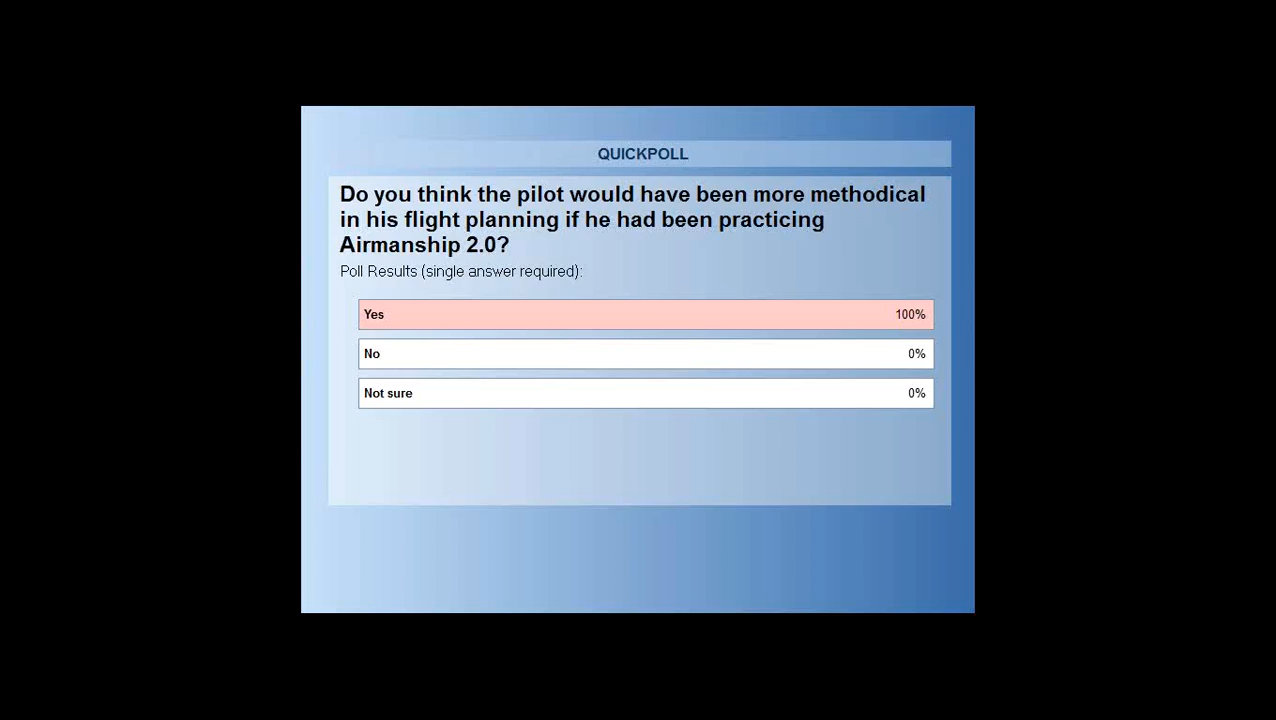 QUICKPOLL
Do you think the pilot would have been more methodical
in his flight planning if he had been practicing
Airmanship 2.0?
Poll Results (single answer required):
Yes 100%
No 0%
Not sure 0%